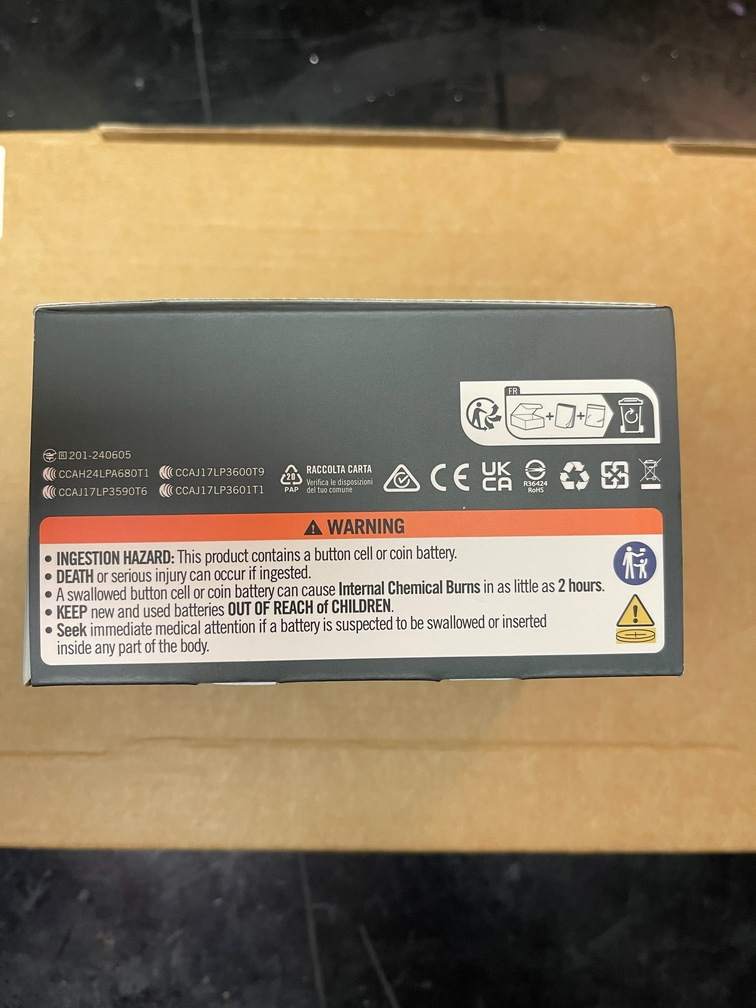 FR
201-240605
CCAH24LPA680T1
CCAJ17LP3600T9
CCAJ17LP3590T6
CCAJ17LP3601T1
20
PAP
RACCOLTA CARTA
Verifica le disposizioni
del tuo comune
CE
UK
CA
R36424
RoHS
WARNING
• INGESTION HAZARD: This product contains a button cell or coin battery.
• DEATH or serious injury can occur if ingested.
• A swallowed button cell or coin battery can cause Internal Chemical Burns in as little as 2 hours.
• KEEP new and used batteries OUT OF REACH of CHILDREN.
• Seek immediate medical attention if a battery is suspected to be swallowed or inserted
inside any part of the body.